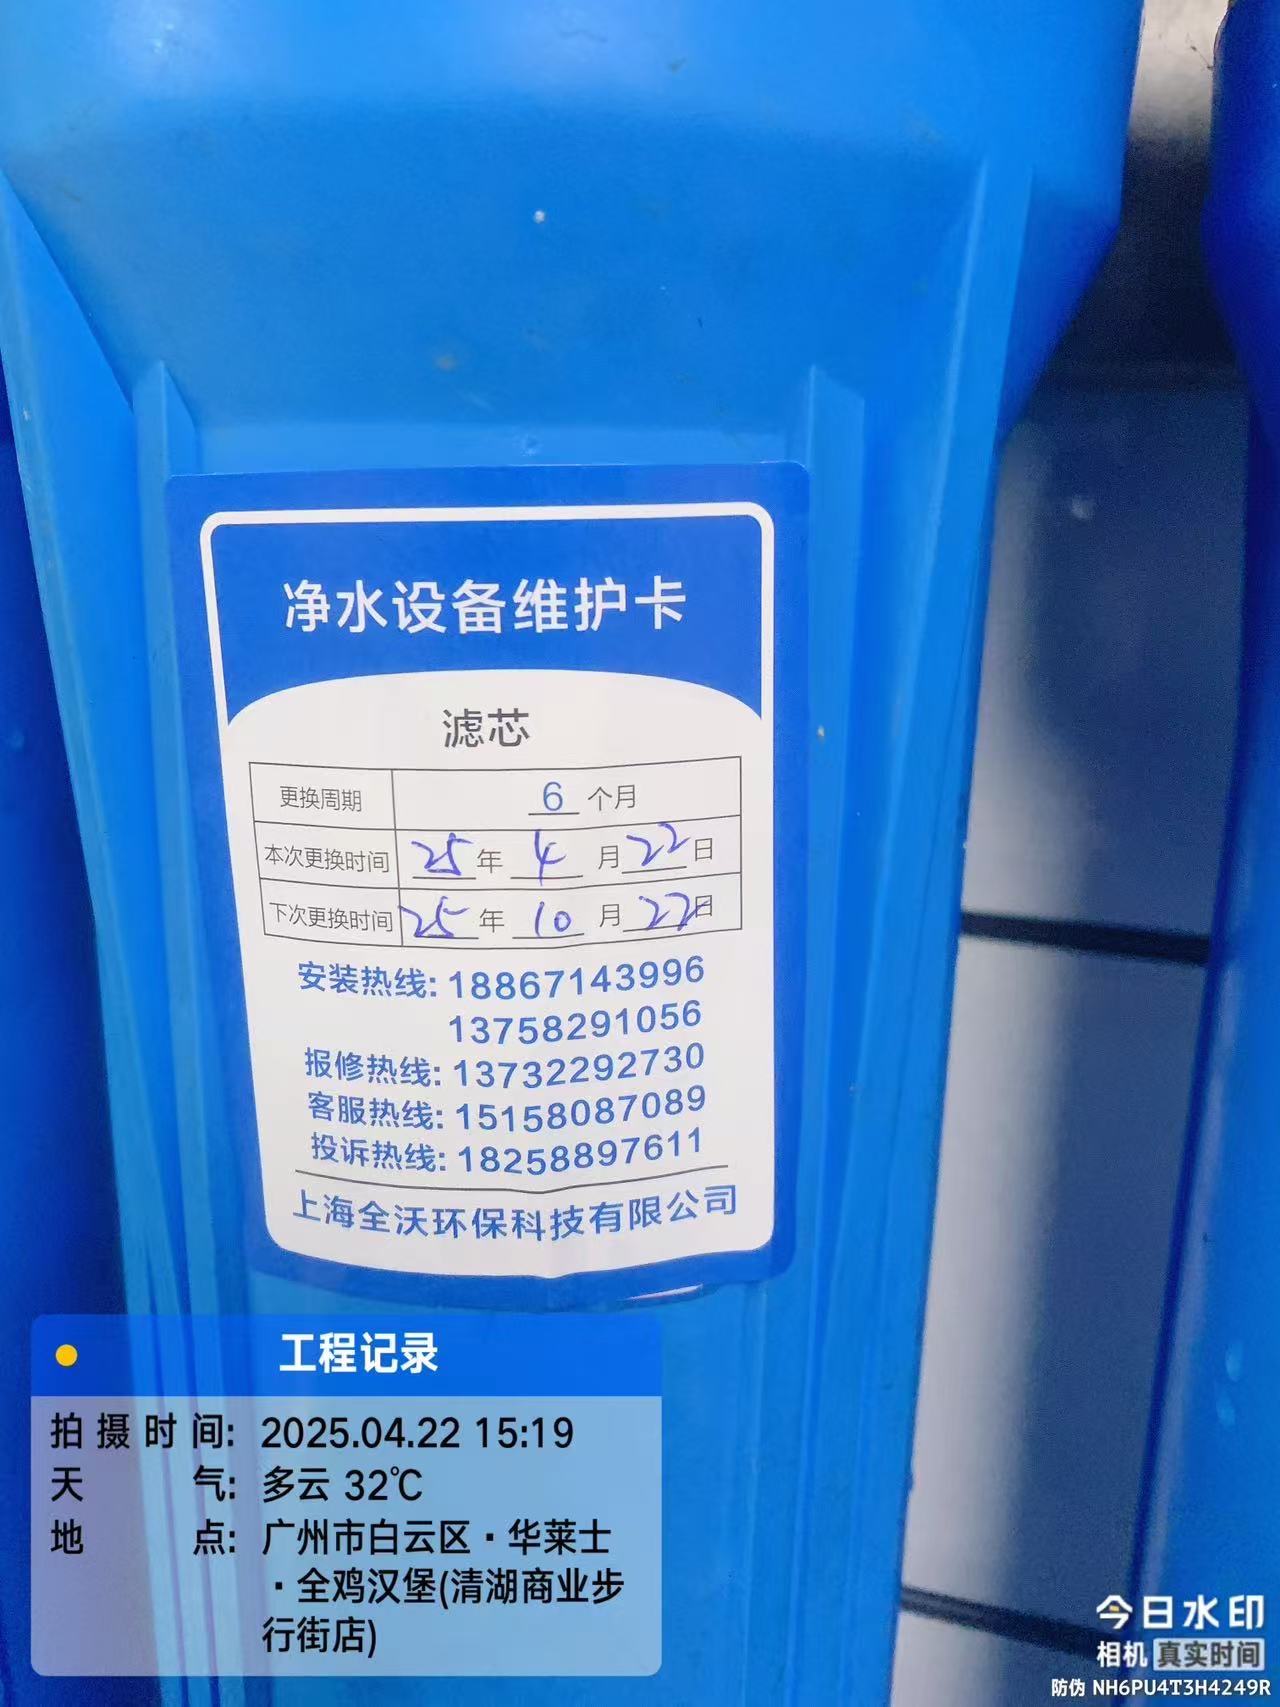 净水设备维护卡
滤芯
更换周期 6 个月
本次更换时间 25 年 4 月 22 日
下次更换时间 25 年 10 月 22 日
安装热线: 18867143996
13758291056
报修热线: 13732292730
客服热线: 15158087089
投诉热线: 18258897611
上海全沃环保科技有限公司
工程记录
拍摄时间: 2025.04.22 15:19
天气: 多云 32℃
地点: 广州市白云区·华莱士
·全鸡汉堡(清湖商业步
行街店)
今日水印
相机 真实时间
防伪 NH6PU4T3H4249R